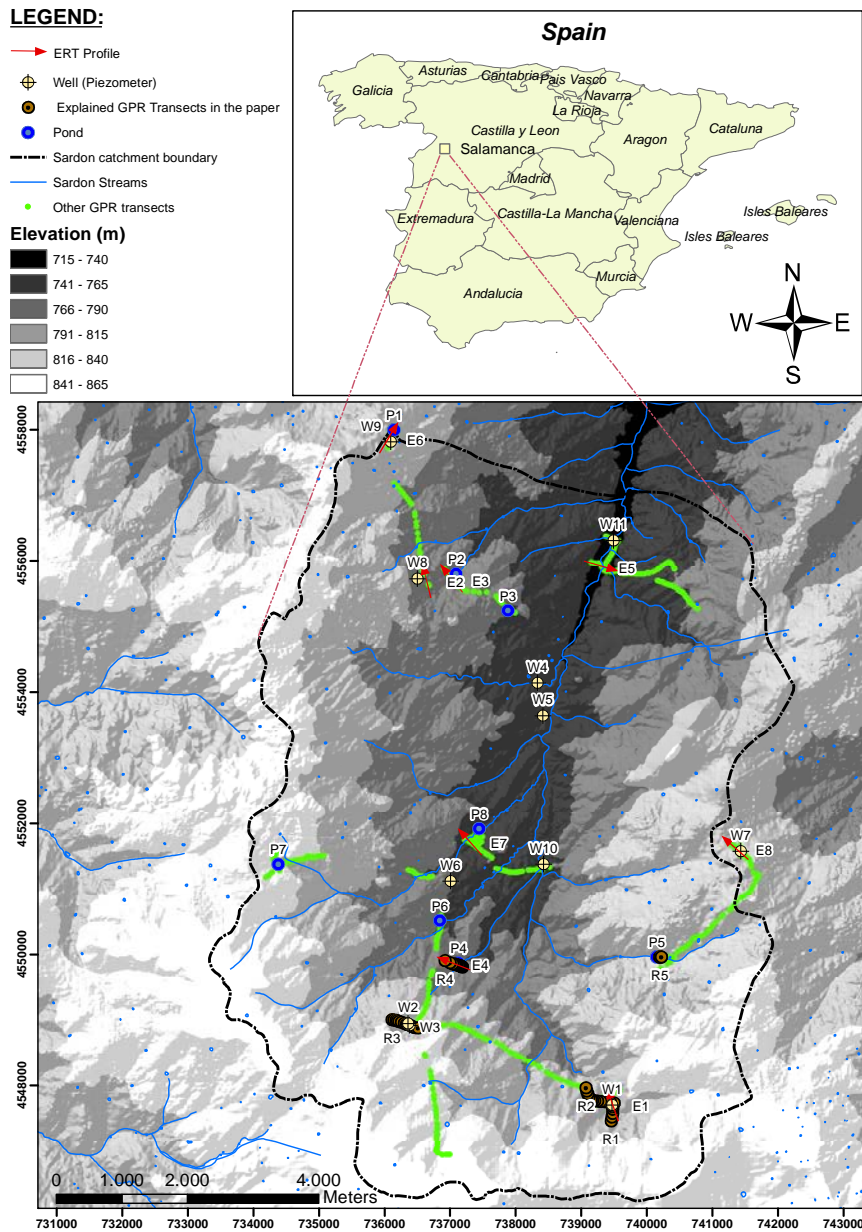 LEGEND:
ERT Profile
Well (Piezometer)
Explained GPR Transects in the paper
Pond
Sardon catchment boundary
Sardon Streams
Other GPR transects
Elevation (m)
715 - 740
741 - 765
766 - 790
791 - 815
816 - 840
841 - 865
Spain
Asturias
Cantabria
Pais Vasco
Galicia
Navarra
La Rioja
Castilla y Leon
Aragon
Cataluna
Salamanca
Madrid
Extremadura
Castilla-La Mancha
Valenciana
Isles Baleares
Isles Baleares
Murcia
Andalucia
N
W E
S
4558000
4556000
4554000
4552000
4550000
4548000
P1
W9
E6
W11
W8
P2
E2
E3
E5
P3
W4
W5
P8
E7
W7
E8
P7
W10
W6
P6
P4
E4
R4
P5
R5
W2
W3
R3
W1
R2
E1
R1
0 1.000 2.000 4.000
Meters
731000 732000 733000 734000 735000 736000 737000 738000 739000 740000 741000 742000 743000